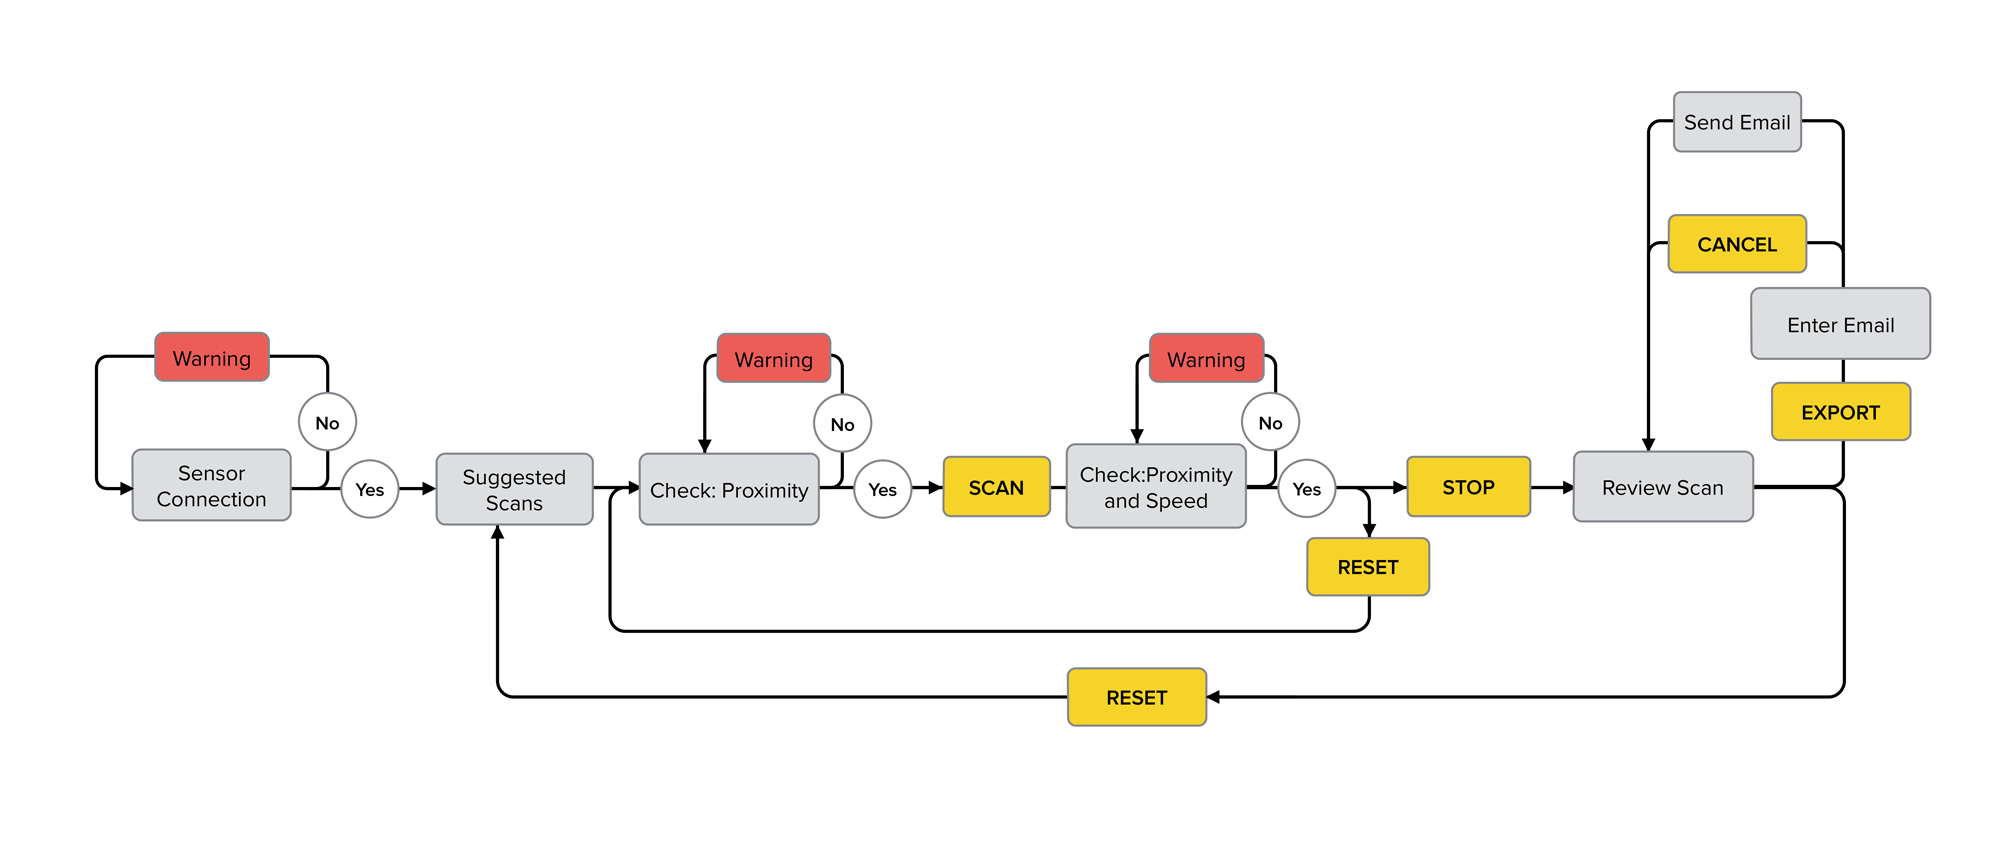 Send Email
CANCEL
Enter Email
EXPORT
Warning
No
Sensor
Connection
Yes
Suggested
Scans
Warning
No
Check: Proximity
Yes
SCAN
Warning
No
Check:Proximity
and Speed
Yes
STOP
Review Scan
RESET
RESET